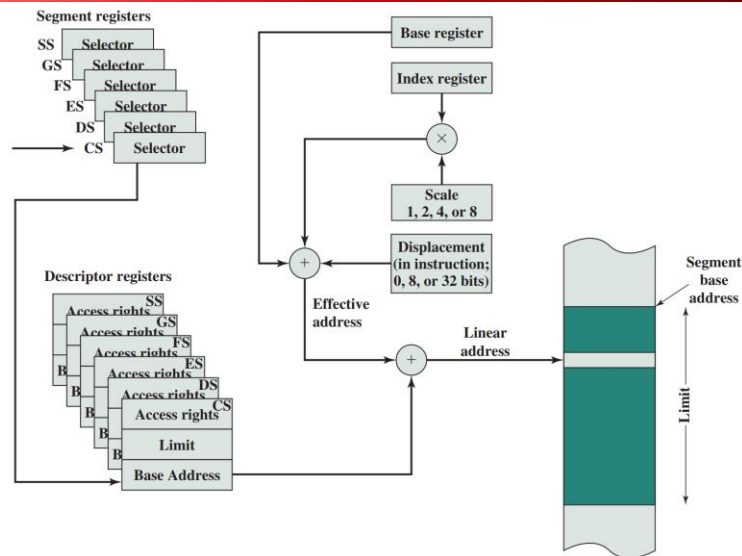 Segment registers
SS Selector
GS Selector
FS Selector
ES Selector
DS Selector
CS Selector
Base register
Index register
×
Scale
1, 2, 4, or 8
Displacement
(in instruction;
0, 8, or 32 bits)
+
Effective
address
Descriptor registers
SS
Access rights
GS
Access rights
FS
Access rights
ES
Access rights
DS
Access rights
CS
Access rights
Limit
Base Address
B
B
B
B
B
+
Linear
address
Segment
base
address
Limit